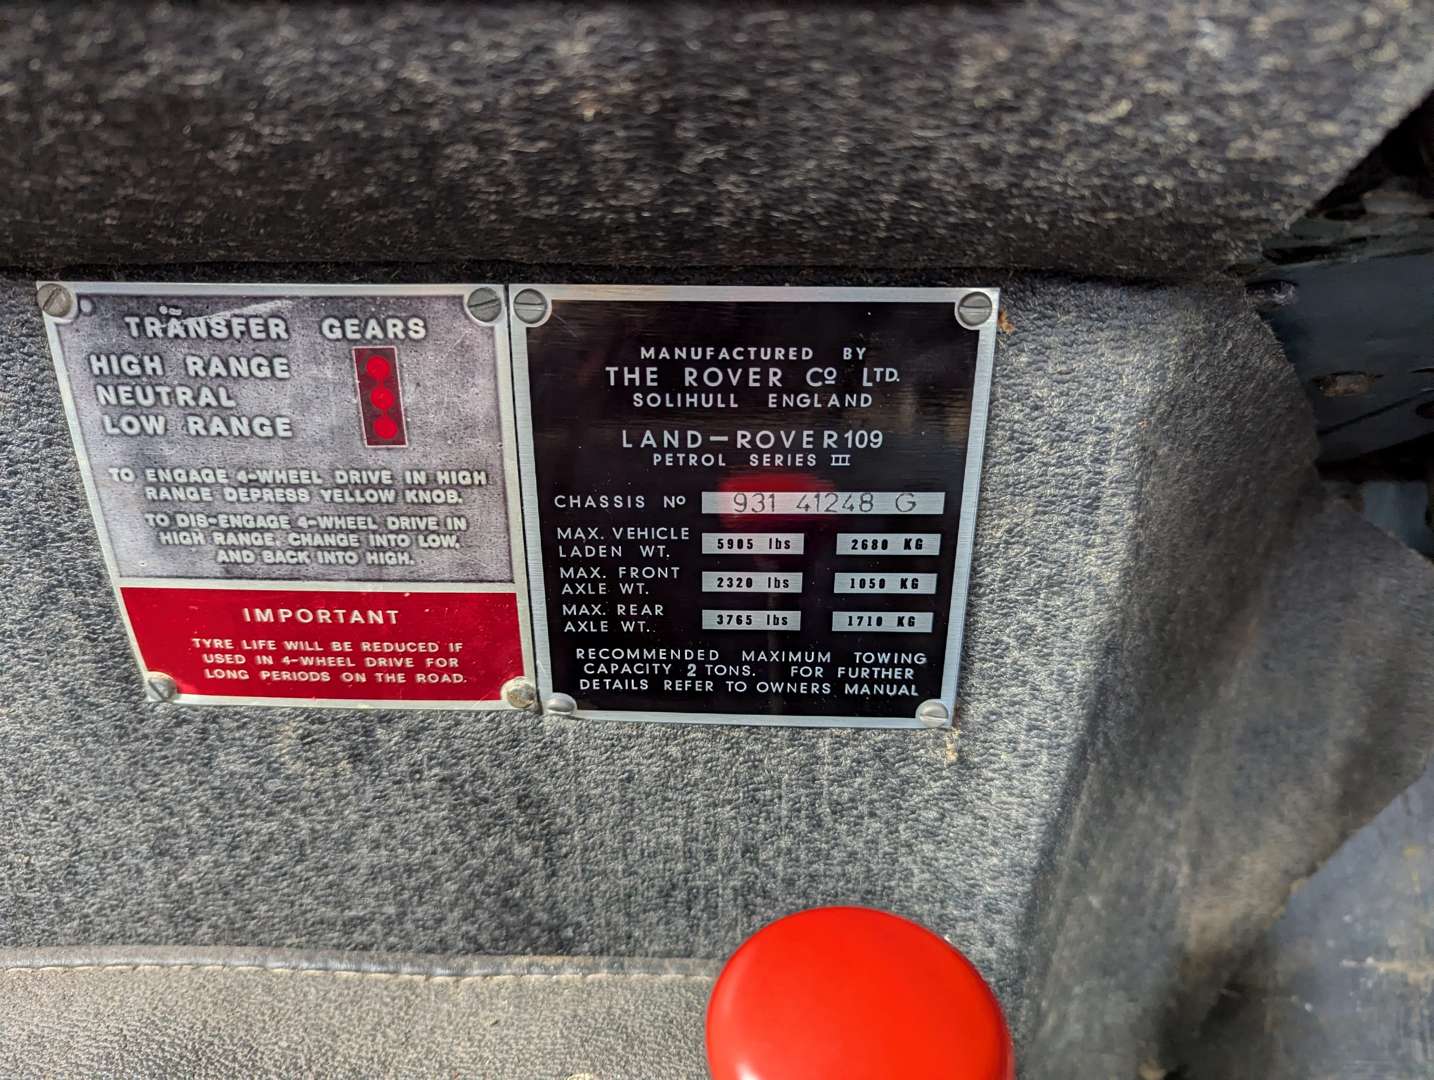 TRANSFER GEARS
HIGH RANGE
NEUTRAL
LOW RANGE
TO ENGAGE 4-WHEEL DRIVE IN HIGH
RANGE DEPRESS YELLOW KNOB.
TO DIS-ENGAGE 4-WHEEL DRIVE IN
HIGH RANGE, CHANGE INTO LOW,
AND BACK INTO HIGH.
IMPORTANT
TYRE LIFE WILL BE REDUCED IF
USED IN 4-WHEEL DRIVE FOR
LONG PERIODS ON THE ROAD.
MANUFACTURED BY
THE ROVER Cº LTD.
SOLIHULL ENGLAND
LAND-ROVER 109
PETROL SERIES III
CHASSIS Nº 931 41248 G
MAX. VEHICLE
LADEN WT. 5905 lbs 2680 KG
MAX. FRONT
AXLE WT. 2320 lbs 1050 KG
MAX. REAR
AXLE WT. 3765 lbs 1710 KG
RECOMMENDED MAXIMUM TOWING
CAPACITY 2 TONS. FOR FURTHER
DETAILS REFER TO OWNERS MANUAL